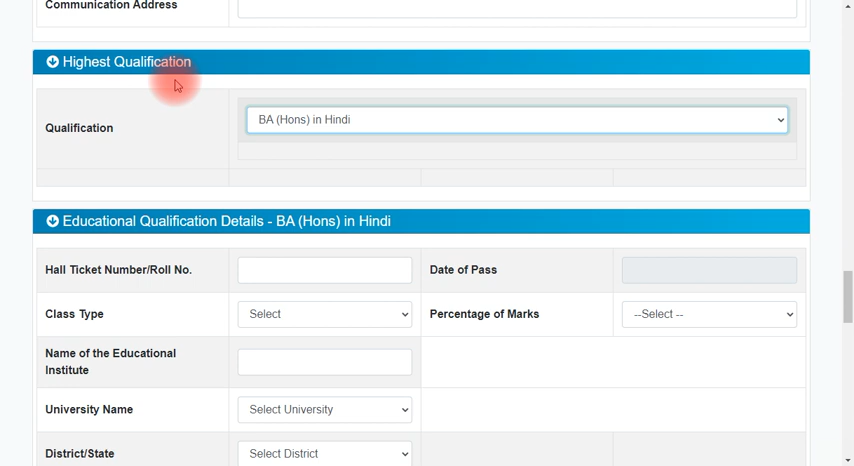 Communication Address
Highest Qualification
Qualification
BA (Hons) in Hindi
Educational Qualification Details - BA (Hons) in Hindi
Hall Ticket Number/Roll No.
Date of Pass
Class Type
Select
Percentage of Marks
--Select --
Name of the Educational
Institute
University Name
Select University
District/State
Select District